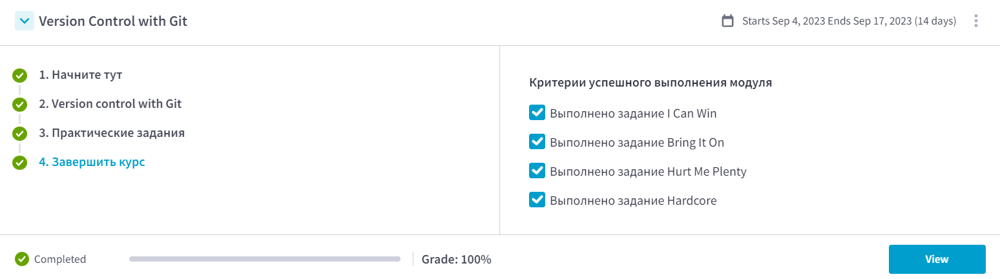 Version Control with Git
Starts Sep 4, 2023 Ends Sep 17, 2023 (14 days)
1. Начните тут
2. Version control with Git
3. Практические задания
4. Завершить курс
Критерии успешного выполнения модуля
Выполнено задание I Can Win
Выполнено задание Bring It On
Выполнено задание Hurt Me Plenty
Выполнено задание Hardcore
Completed
Grade: 100%
View